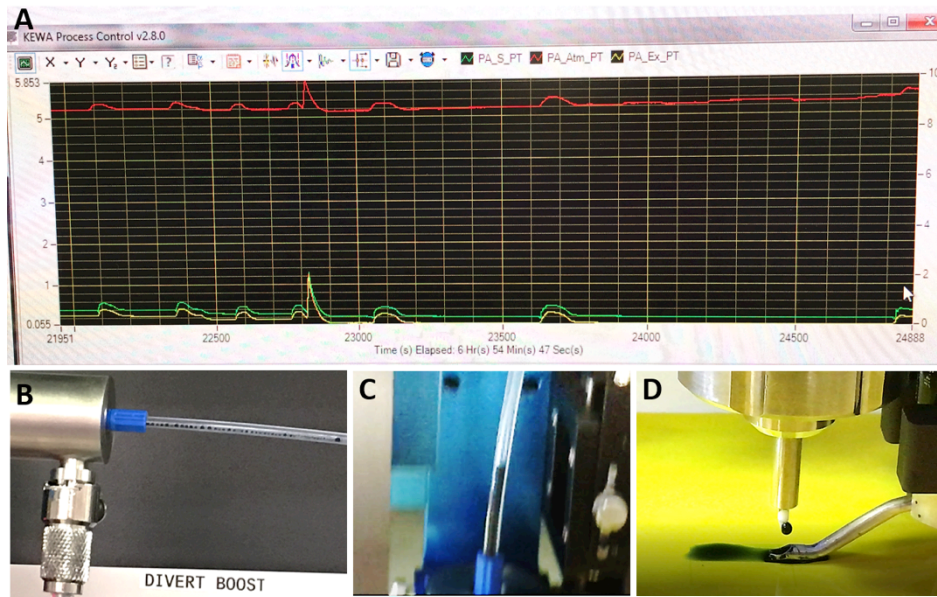 A
KEWA Process Control v2.8.0
X Y Y₂ PA_S_PT PA_Atm_PT PA_Ex_PT
5.853 10
5
8
4
6
3
2 4
1 2
0.055 0
21951 22500 23000 23500 24000 24500 24888
Time (s) Elapsed: 6 Hr(s) 54 Min(s) 47 Sec(s)
B C D
DIVERT BOOST